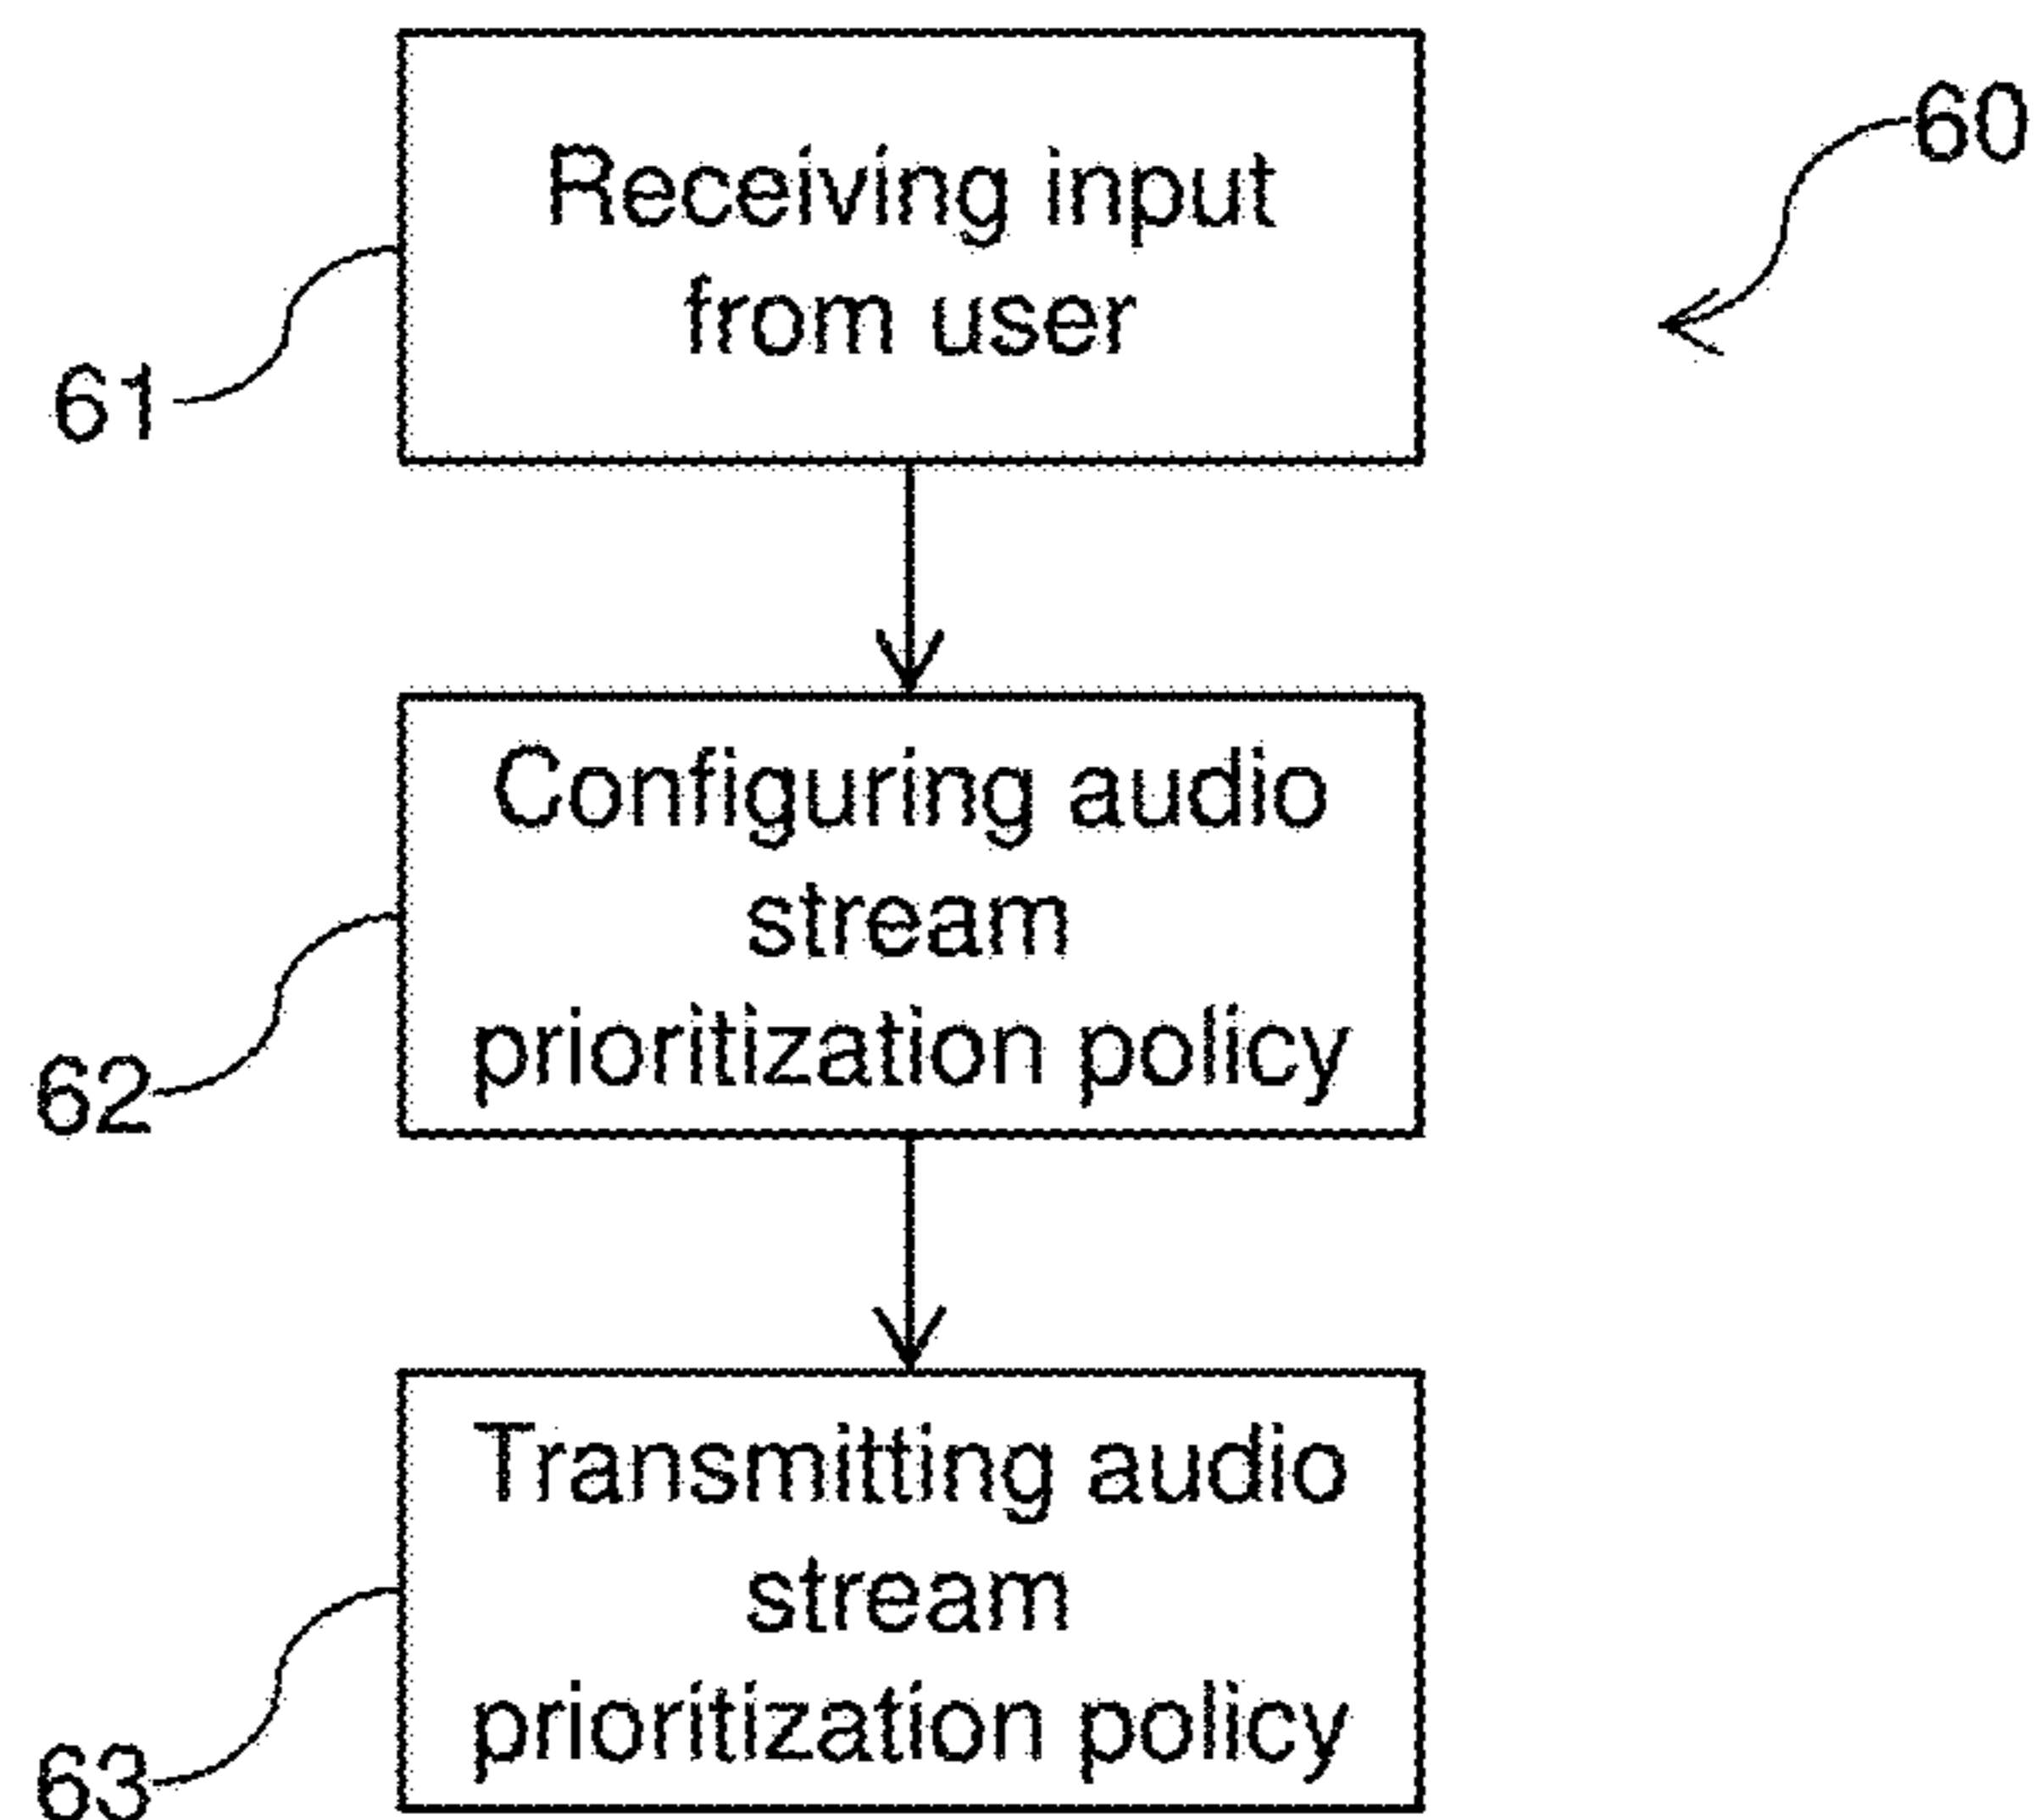 60
Receiving input
from user
61
Configuring audio
stream
prioritization policy
62
Transmitting audio
stream
prioritization policy
63